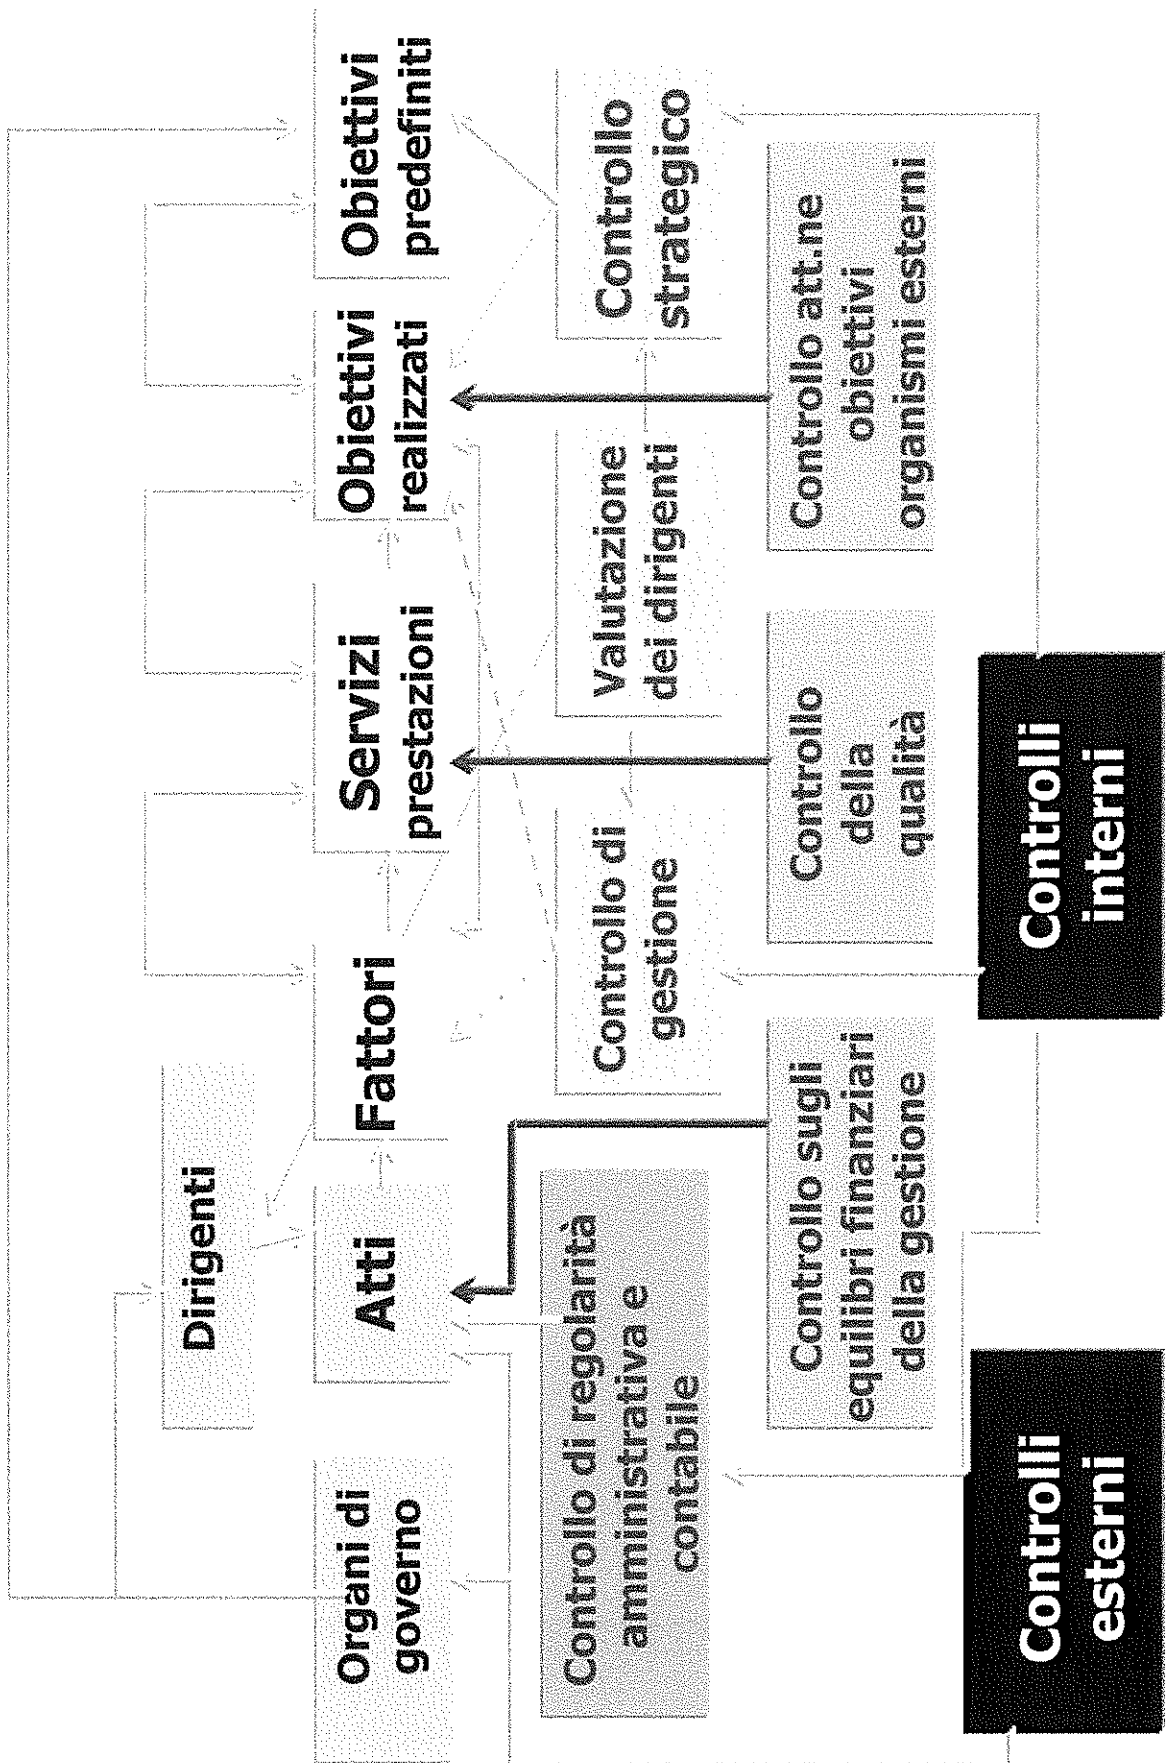 Dirigenti
Organi di
governo
Atti
Fattori
Servizi
prestazioni
Obiettivi
realizzati
Obiettivi
predefiniti
Controllo di regolarità
amministrativa e
contabile
Controllo di
gestione
Valutazione
dei dirigenti
Controllo
strategico
Controllo sugli
equilibri finanziari
della gestione
Controllo
della
qualità
Controllo att.ne
obiettivi
organismi esterni
Controlli
esterni
Controlli
interni